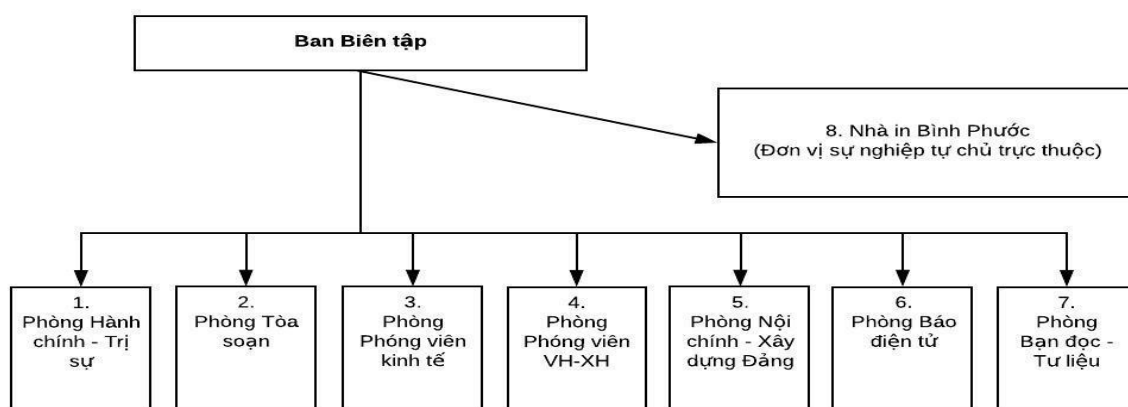 Ban Biên tập
8. Nhà in Bình Phước
(Đơn vị sự nghiệp tự chủ trực thuộc)
1.
Phòng Hành
chính - Trị
sự
2.
Phòng Tòa
soạn
3.
Phòng
Phóng viên
kinh tế
4.
Phòng
Phóng viên
VH-XH
5.
Phòng Nội
chính - Xây
dựng Đảng
6.
Phòng Báo
điện tử
7.
Phòng
Bạn đọc -
Tư liệu